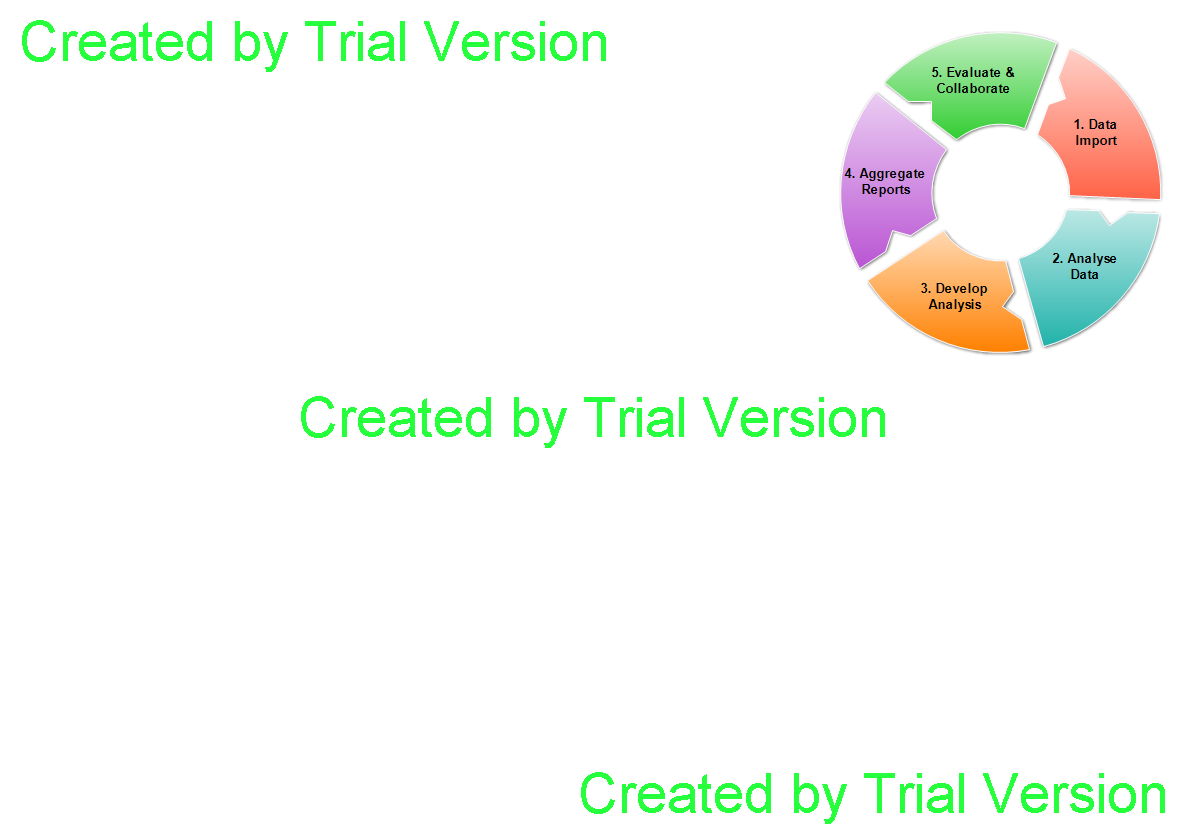 Created by Trial Version
5. Evaluate &
Collaborate
1. Data
Import
4. Aggregate
Reports
2. Analyse
Data
3. Develop
Analysis
Created by Trial Version
Created by Trial Version